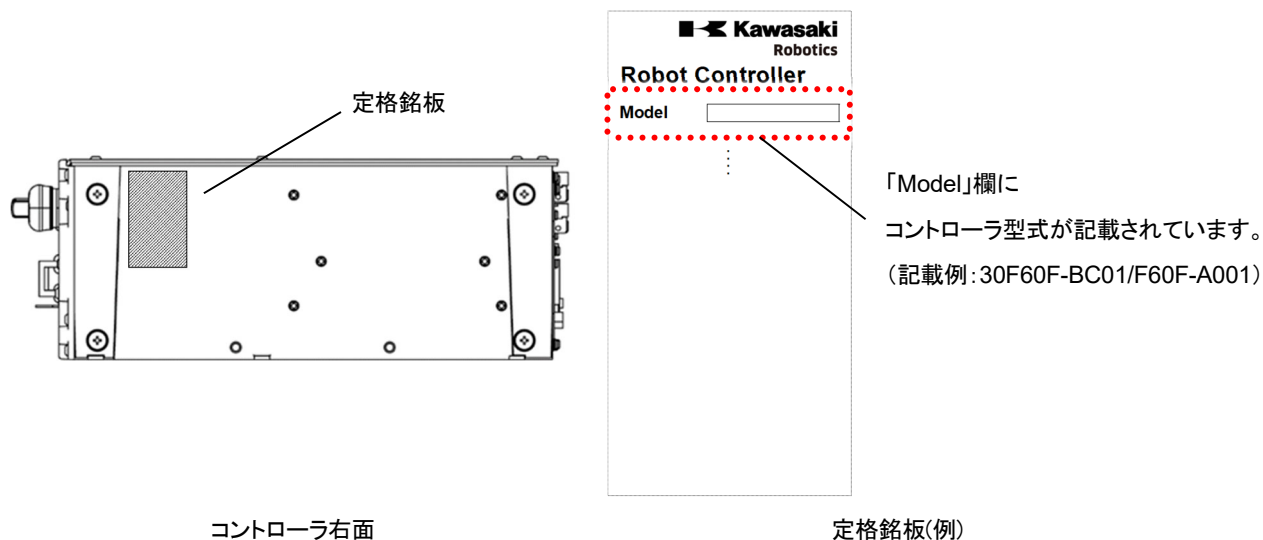 定格銘板
Kawasaki
Robotics
Robot Controller
Model
「Model」欄に
コントローラ型式が記載されています。
(記載例:30F60F-BC01/F60F-A001)
コントローラ右面
定格銘板(例)